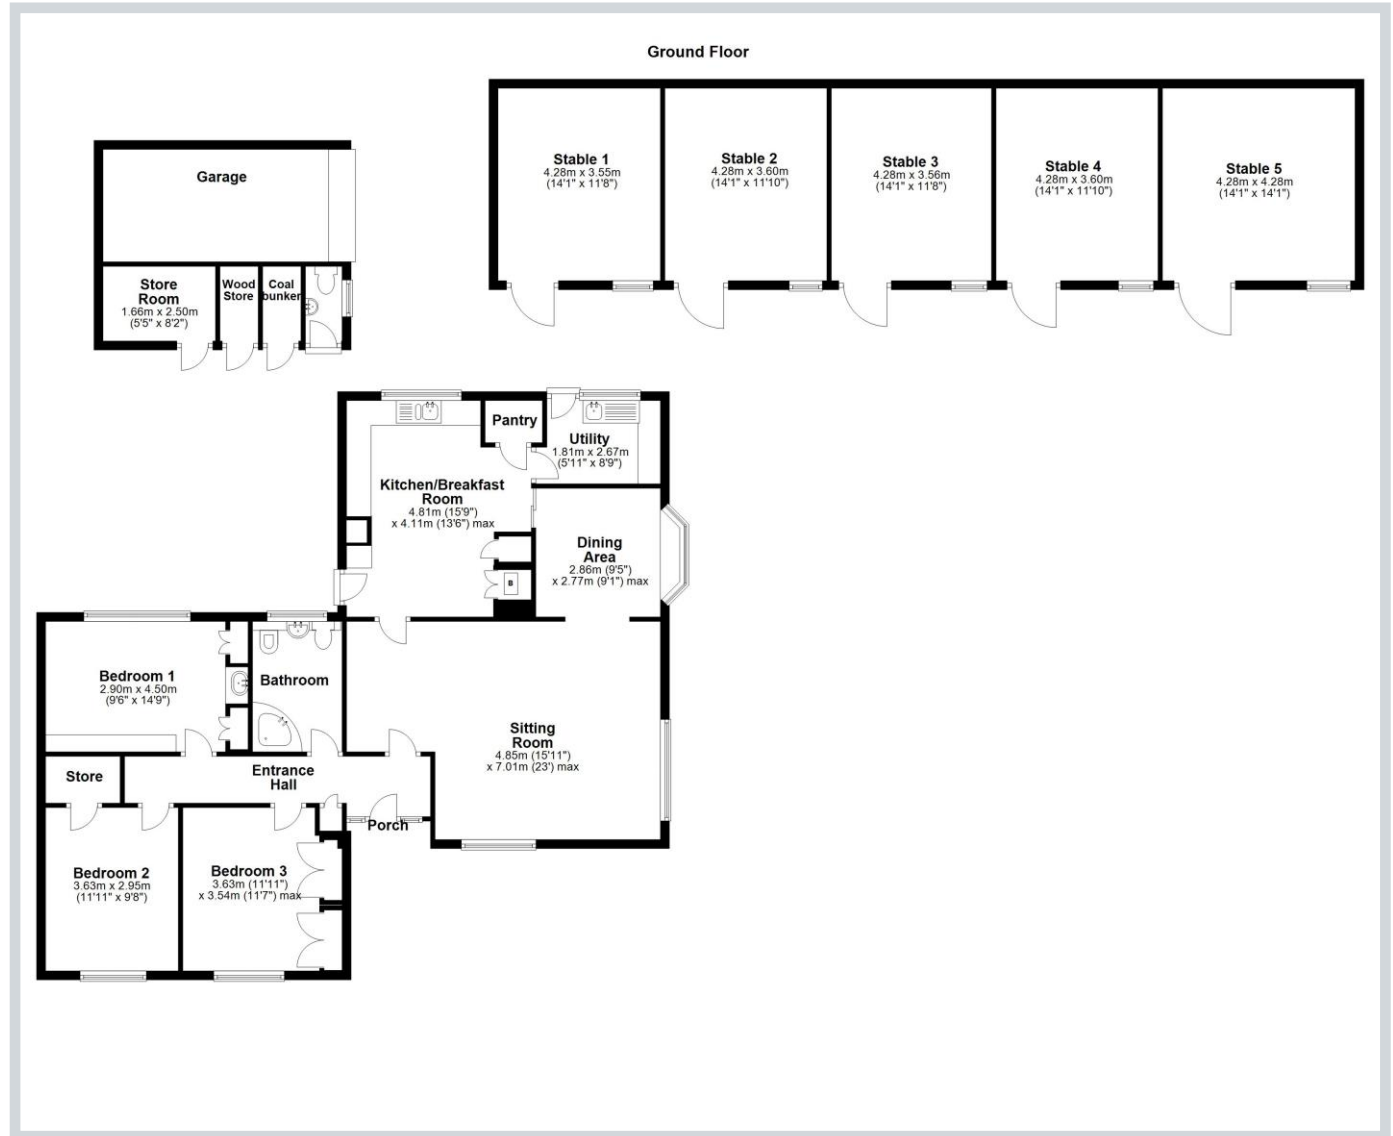 Ground Floor
Stable 1
4.28m x 3.55m
(14'1" x 11'8")
Stable 2
4.28m x 3.60m
(14'1" x 11'10")
Stable 3
4.28m x 3.56m
(14'1" x 11'8")
Stable 4
4.28m x 3.60m
(14'1" x 11'10")
Stable 5
4.28m x 4.28m
(14'1" x 14'1")
Garage
Store
Room
1.66m x 2.50m
(5'5" x 8'2")
Wood
Store
Coal
bunker
Pantry
Utility
1.81m x 2.67m
(5'11" x 8'9")
Kitchen/Breakfast
Room
4.81m (15'9")
x 4.11m (13'6") max
Dining
Area
2.86m (9'5")
x 2.77m (9'1") max
Bedroom 1
2.90m x 4.50m
(9'6" x 14'9")
Bathroom
Sitting
Room
4.85m (15'11")
x 7.01m (23') max
Store
Entrance
Hall
Porch
Bedroom 2
3.63m x 2.95m
(11'11" x 9'8")
Bedroom 3
3.63m (11'11")
x 3.54m (11'7") max